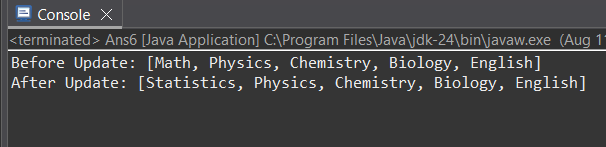 Console
<terminated> Ans6 [Java Application] C:\Program Files\Java\jdk-24\bin\javaw.exe (Aug 1
Before Update: [Math, Physics, Chemistry, Biology, English]
After Update: [Statistics, Physics, Chemistry, Biology, English]